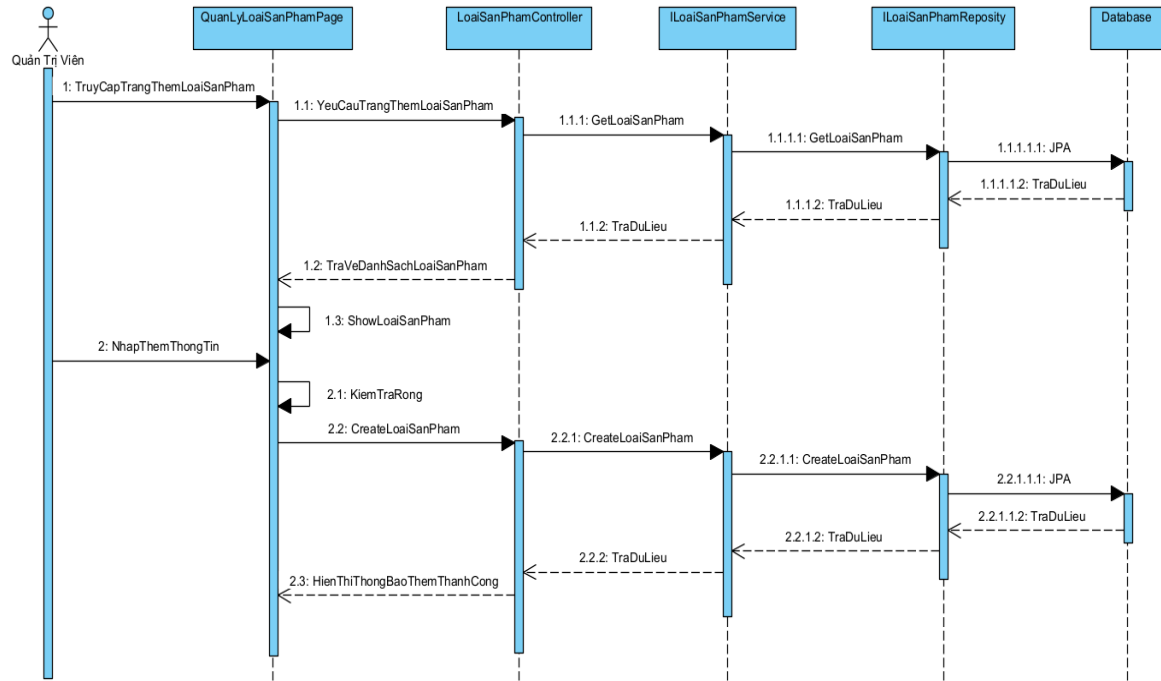 QuanLyLoaiSanPhamPage
LoaiSanPhamController
ILoaiSanPhamService
ILoaiSanPhamReposity
Database
Quản Trị Viên
1: TruyCapTrangThemLoaiSanPham
1.1: YeuCauTrangThemLoaiSanPham
1.1.1: GetLoaiSanPham
1.1.1.1: GetLoaiSanPham
1.1.1.1.1: JPA
1.1.1.1.2: TraDuLieu
1.1.1.2: TraDuLieu
1.1.2: TraDuLieu
1.2: TraVeDanhSachLoaiSanPham
1.3: ShowLoaiSanPham
2: NhapThemThongTin
2.1: KiemTraRong
2.2: CreateLoaiSanPham
2.2.1: CreateLoaiSanPham
2.2.1.1: CreateLoaiSanPham
2.2.1.1.1: JPA
2.2.1.1.2: TraDuLieu
2.2.1.2: TraDuLieu
2.2.2: TraDuLieu
2.3: HienThiThongBaoThemThanhCong